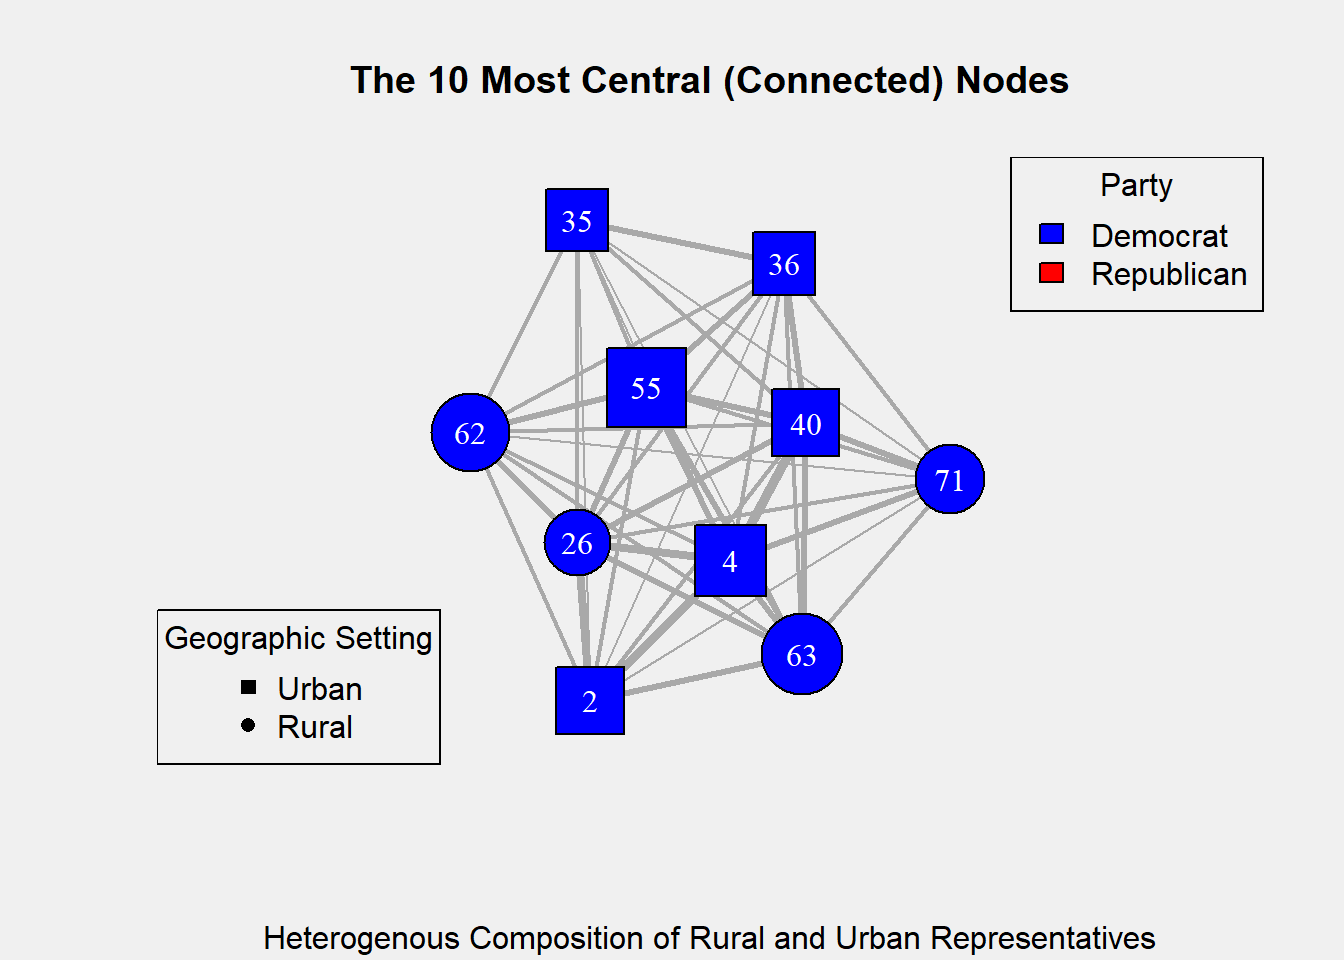 The 10 Most Central (Connected) Nodes
Party
Democrat
Republican
35
36
55
40
62
71
26
4
63
2
Geographic Setting
Urban
Rural
Heterogenous Composition of Rural and Urban Representatives